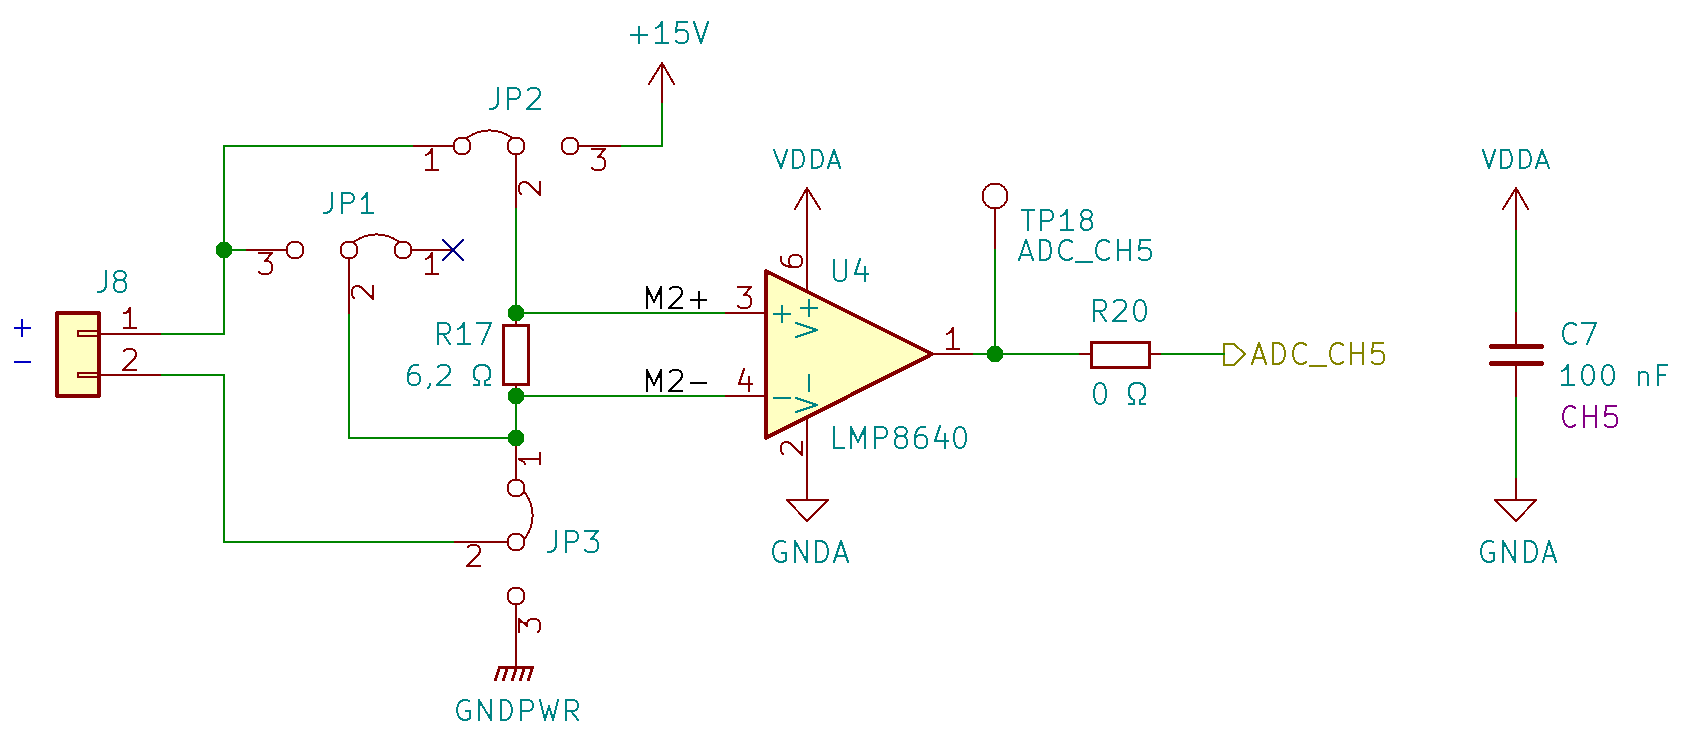 +15V
JP2
1
3
2
VDDA
VDDA
JP1
3
1
2
TP18
ADC_CH5
J8
+
1
-
2
6
U4
M2+
3
+
V+
R17
6,2 Ω
M2-
4
-
V-
2
1
LMP8640
GNDA
R20
0 Ω
ADC_CH5
C7
100 nF
CH5
GNDA
1
2
JP3
3
GNDPWR